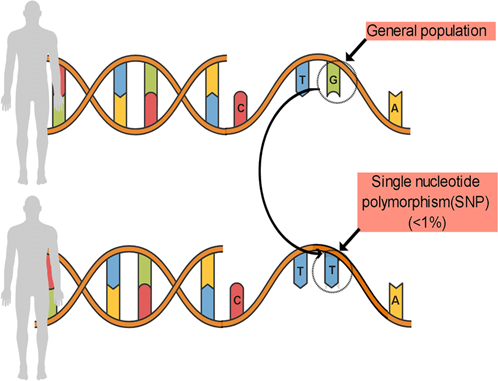 General population
T G
C A
Single nucleotide
polymorphism(SNP)
(<1%)
T T
C A